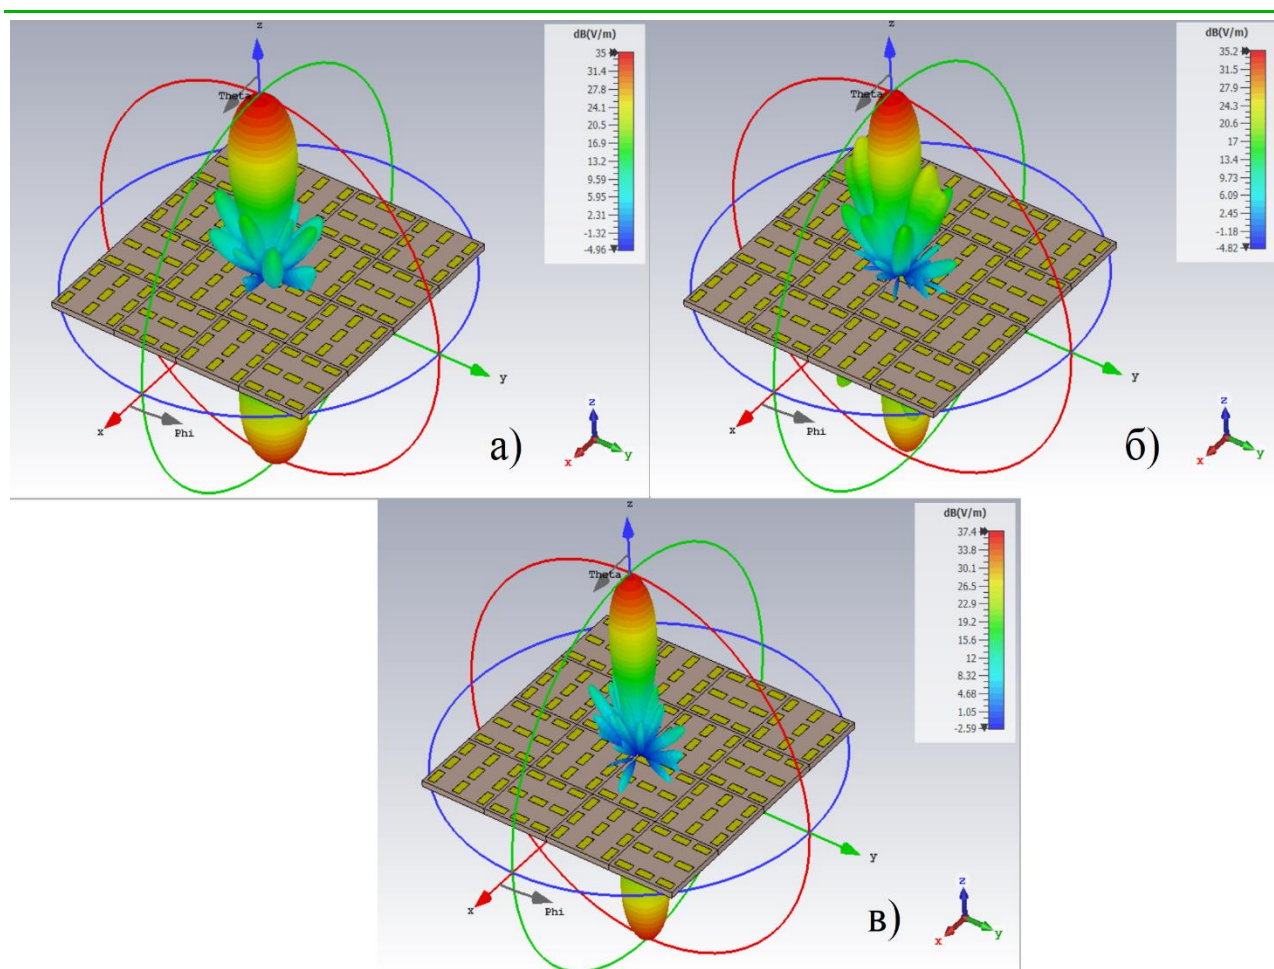 z
dB(V/m)
35
31.4
27.8
24.1
20.5
16.9
13.2
9.59
5.95
2.31
-1.32
-4.96
Theta
y
x
Phi
z
x
y
а)
z
dB(V/m)
35.2
31.5
27.9
24.3
20.6
17
13.4
9.73
6.09
2.45
-1.18
-4.82
Theta
y
x
Phi
z
x
y
б)
z
dB(V/m)
37.4
33.8
30.1
26.5
22.9
19.2
15.6
12
8.32
4.68
1.05
-2.59
Theta
y
x
Phi
z
x
y
в)